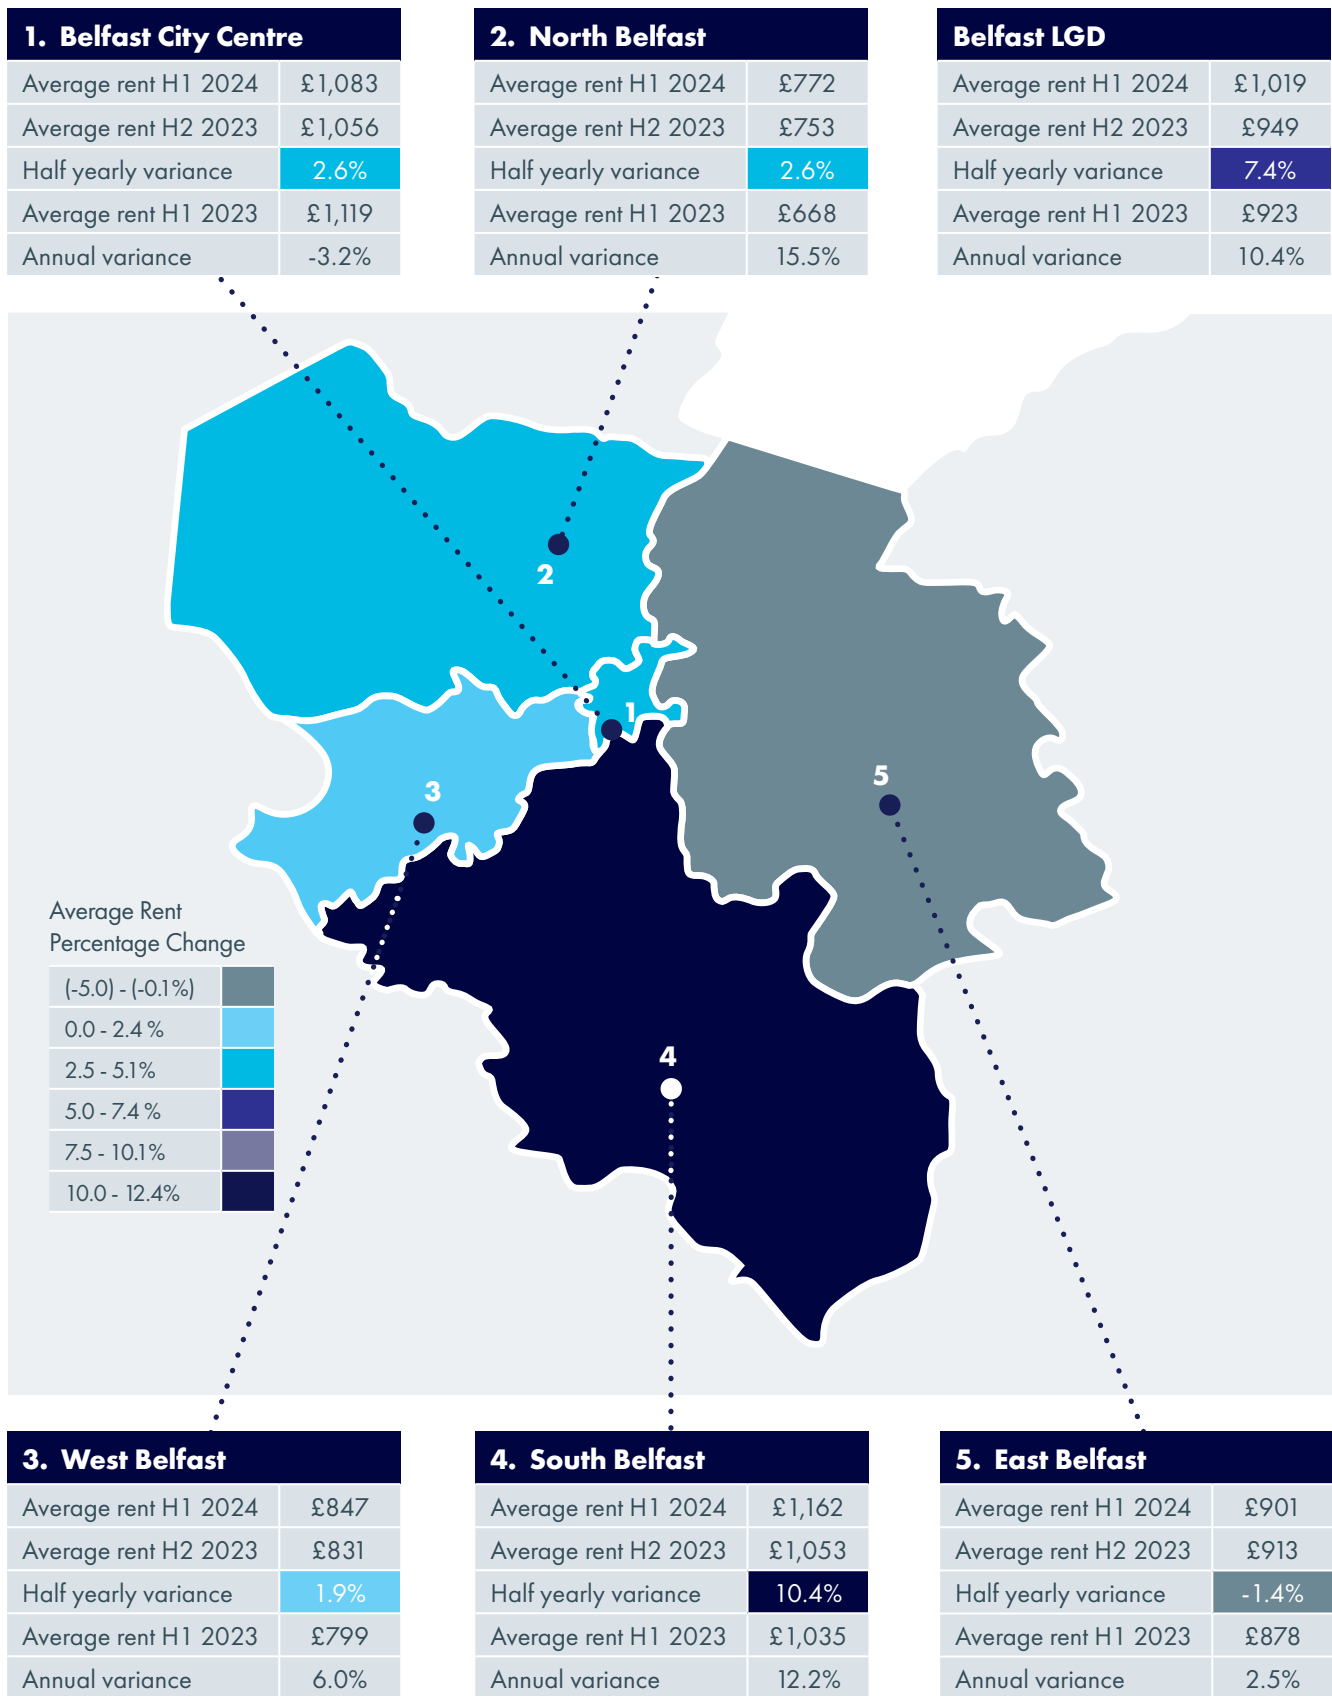 1. Belfast City Centre
Average rent H1 2024 £1,083
Average rent H2 2023 £1,056
Half yearly variance 2.6%
Average rent H1 2023 £1,119
Annual variance -3.2%
2. North Belfast
Average rent H1 2024 £772
Average rent H2 2023 £753
Half yearly variance 2.6%
Average rent H1 2023 £668
Annual variance 15.5%
Belfast LGD
Average rent H1 2024 £1,019
Average rent H2 2023 £949
Half yearly variance 7.4%
Average rent H1 2023 £923
Annual variance 10.4%
2
1
3
5
4
Average Rent
Percentage Change
(-5.0) - (-0.1%)
0.0 - 2.4 %
2.5 - 5.1%
5.0 - 7.4 %
7.5 - 10.1%
10.0 - 12.4%
3. West Belfast
Average rent H1 2024 £847
Average rent H2 2023 £831
Half yearly variance 1.9%
Average rent H1 2023 £799
Annual variance 6.0%
4. South Belfast
Average rent H1 2024 £1,162
Average rent H2 2023 £1,053
Half yearly variance 10.4%
Average rent H1 2023 £1,035
Annual variance 12.2%
5. East Belfast
Average rent H1 2024 £901
Average rent H2 2023 £913
Half yearly variance -1.4%
Average rent H1 2023 £878
Annual variance 2.5%